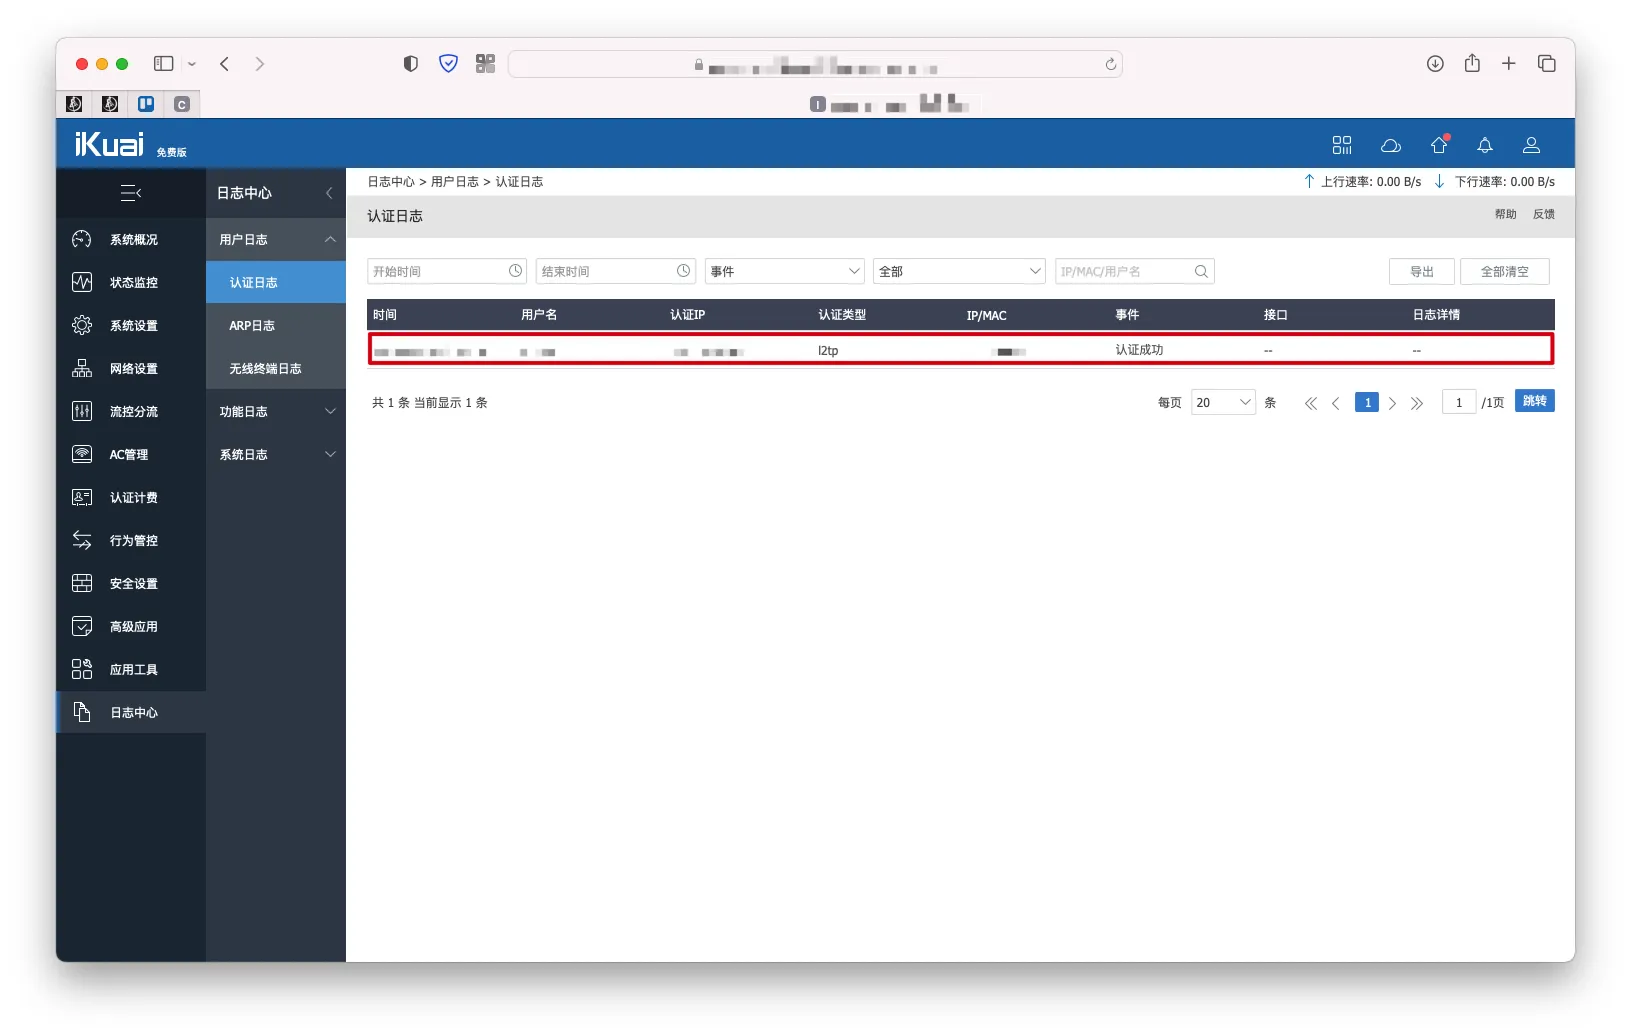 C
I
iKuai 免费版
日志中心
日志中心 > 用户日志 > 认证日志
上行速率: 0.00 B/s 下行速率: 0.00 B/s
认证日志
帮助 反馈
系统概况
状态监控
系统设置
网络设置
流控分流
AC管理
认证计费
行为管控
安全设置
高级应用
应用工具
日志中心
用户日志
认证日志
ARP日志
无线终端日志
功能日志
系统日志
开始时间 结束时间 事件 全部 IP/MAC/用户名 导出 全部清空
时间 用户名 认证IP 认证类型 IP/MAC 事件 接口 日志详情
l2tp 认证成功 -- --
共 1 条 当前显示 1 条
每页 20 条 1 1 /1页 跳转